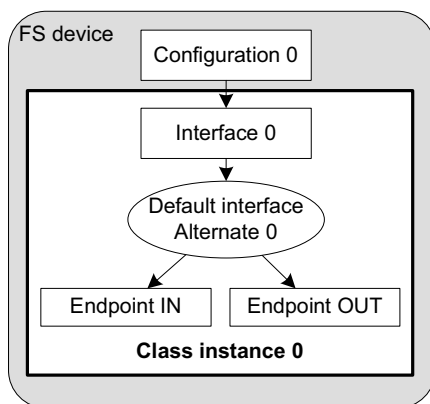 FS device
Configuration 0
Interface 0
Default interface
Alternate 0
Endpoint IN
Endpoint OUT
Class instance 0